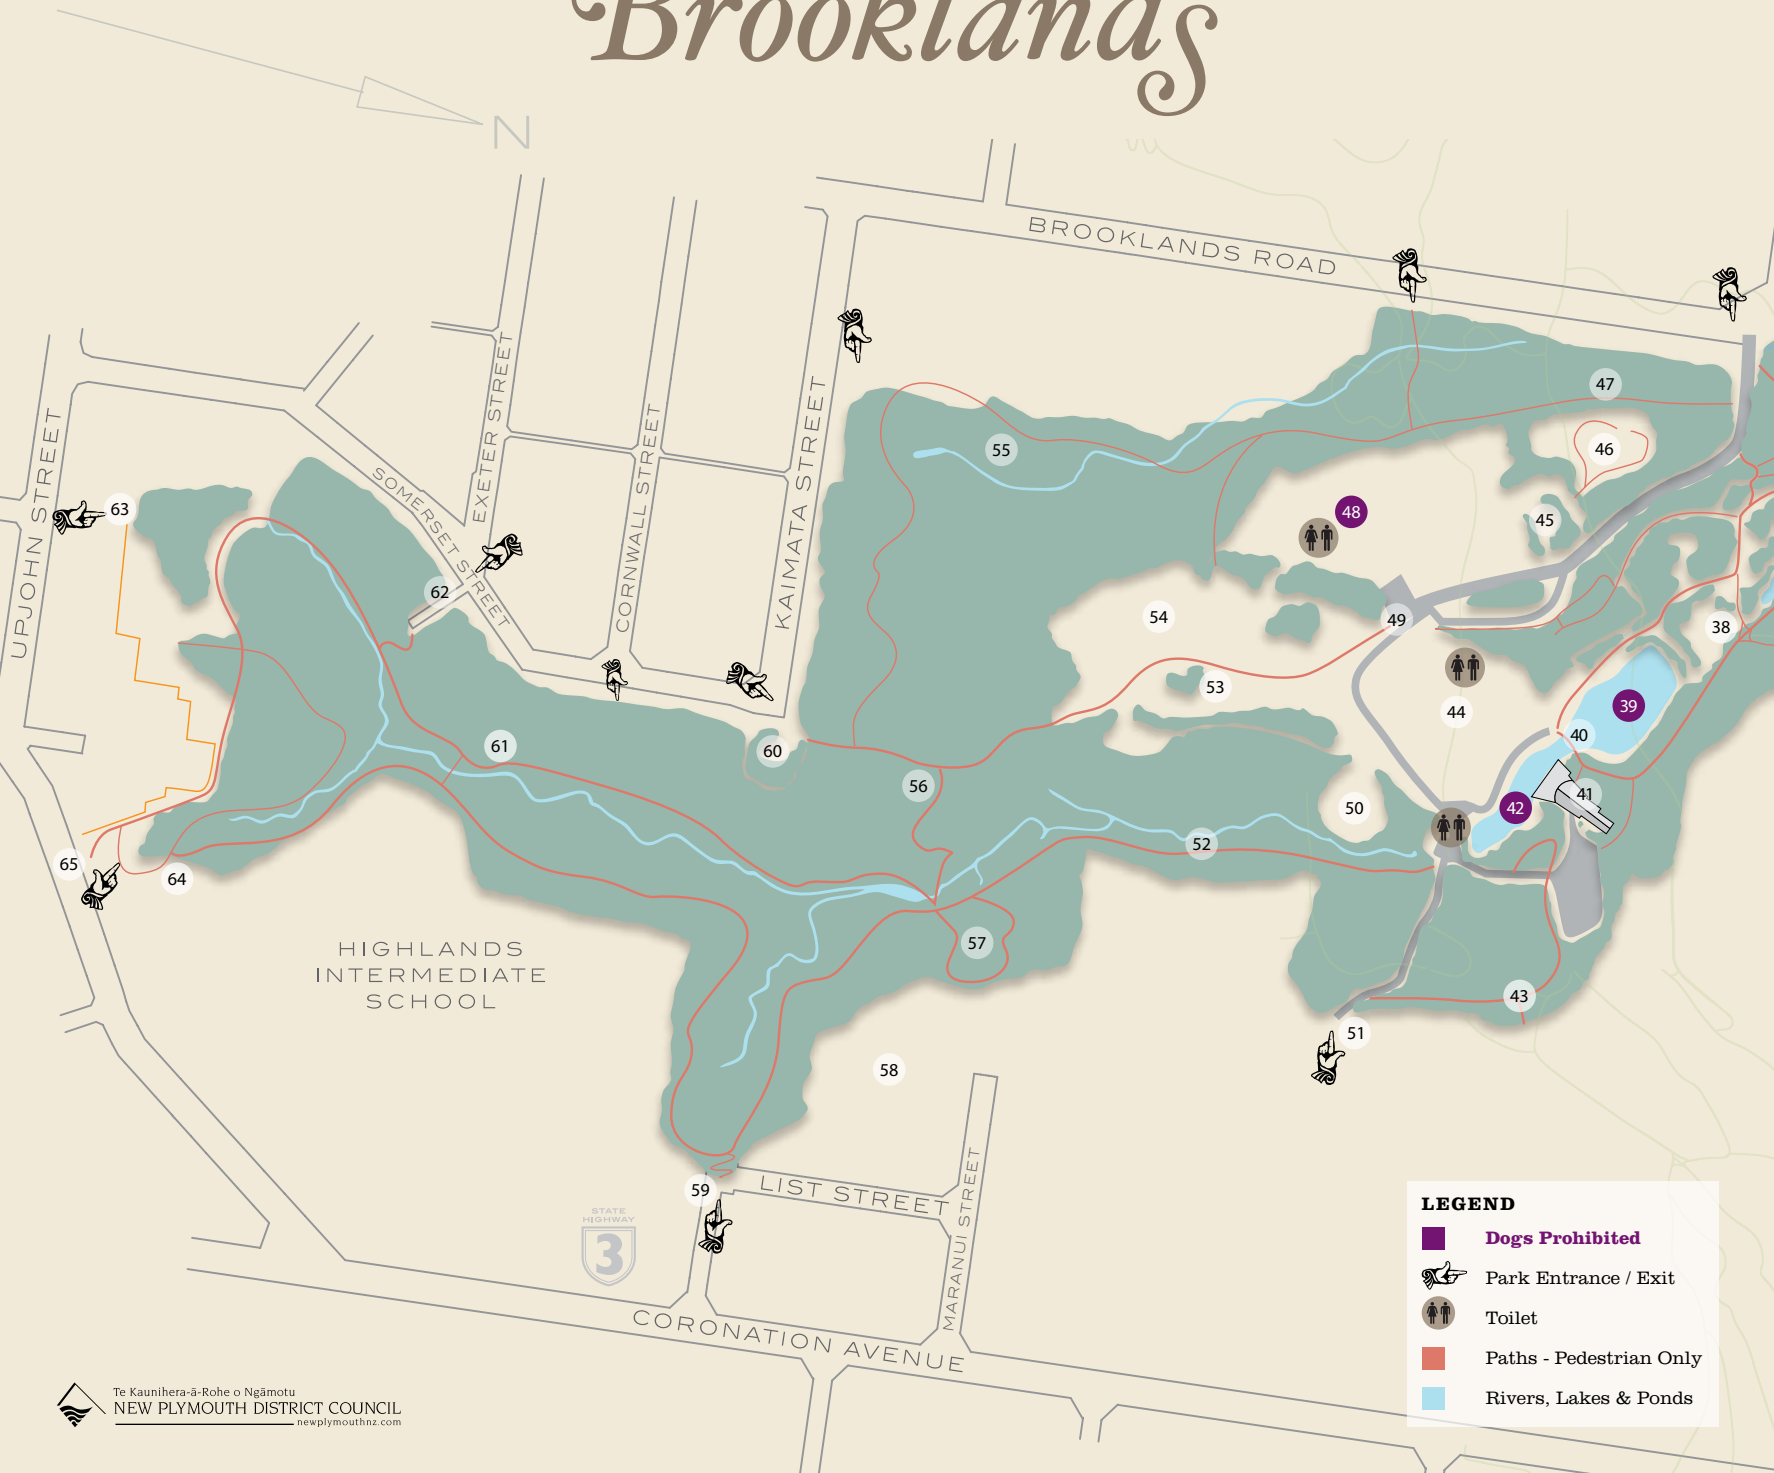 Brooklands
N
BROOKLANDS ROAD
47
UPJOHN STREET
EXETER STREET
CORNWALL STREET
KAIMATA STREET
SOMERSET STREET
55
46
48
45
63
62
54
49
38
53
39
44
40
61
60
56
50
42
41
52
65
64
57
HIGHLANDS
INTERMEDIATE
SCHOOL
43
51
58
59
LIST STREET
MARANUI STREET
STATE
HIGHWAY
3
CORONATION AVENUE
LEGEND
Dogs Prohibited
Park Entrance / Exit
Toilet
Paths - Pedestrian Only
Rivers, Lakes & Ponds
Te Kaunihera-ā-Rohe o Ngāmotu
NEW PLYMOUTH DISTRICT COUNCIL
newplymouthnz.com